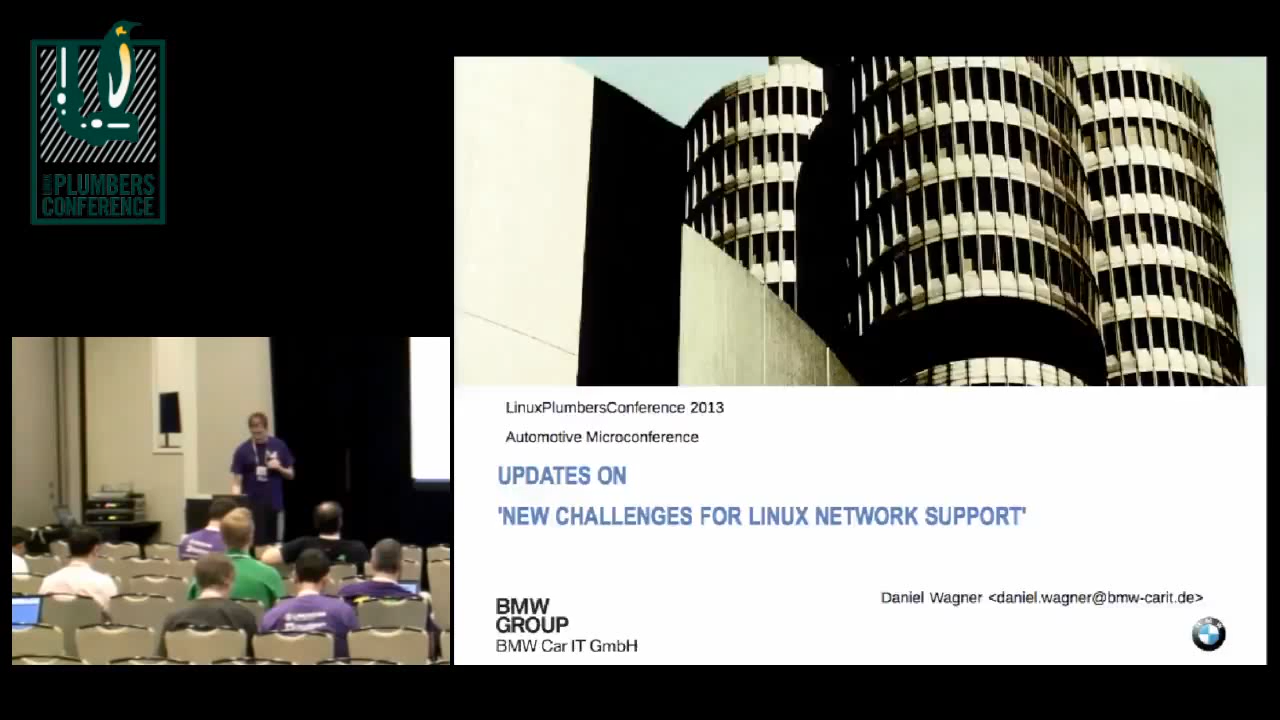 LINUX
PLUMBERS
CONFERENCE
LinuxPlumbersConference 2013
Automotive Microconference
UPDATES ON
'NEW CHALLENGES FOR LINUX NETWORK SUPPORT'
Daniel Wagner <daniel.wagner@bmw-carit.de>
BMW
GROUP
BMW Car IT GmbH